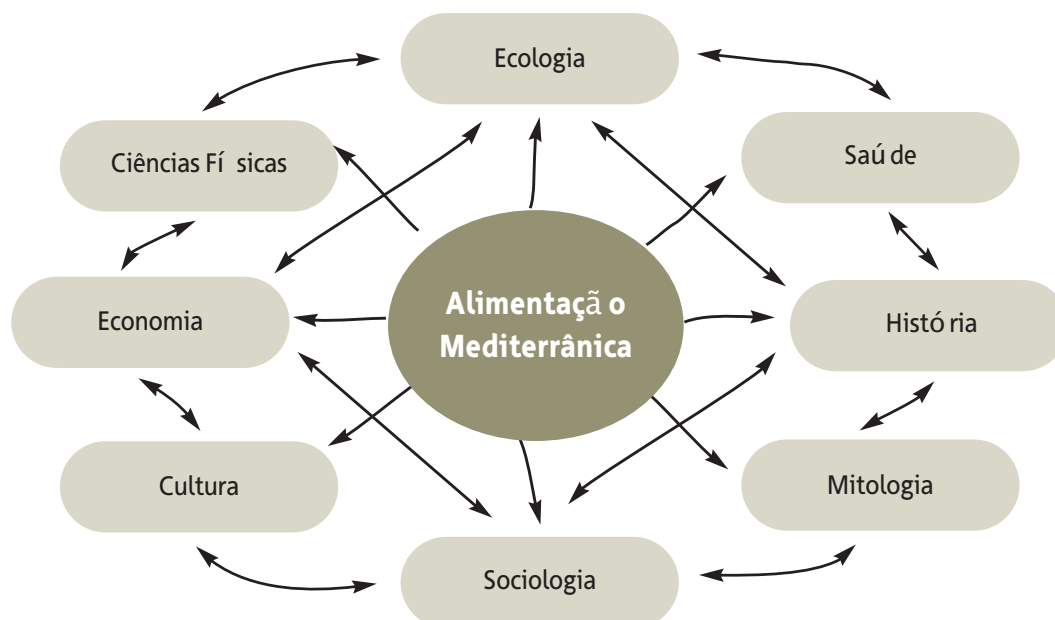 Ecologia
Ciências Fí sicas
Saú de
Alimentaçã o
Mediterrânica
Economia
Histó ria
Cultura
Mitologia
Sociologia